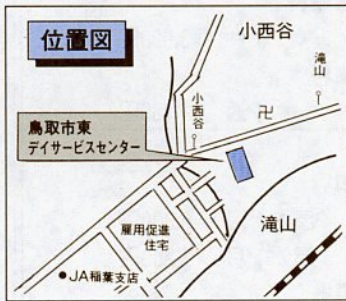 位置図
小西谷
滝山
小西谷
卍
鳥取市東
デイサービスセンター
雇用促進
住宅
滝山
JA稲葉支店